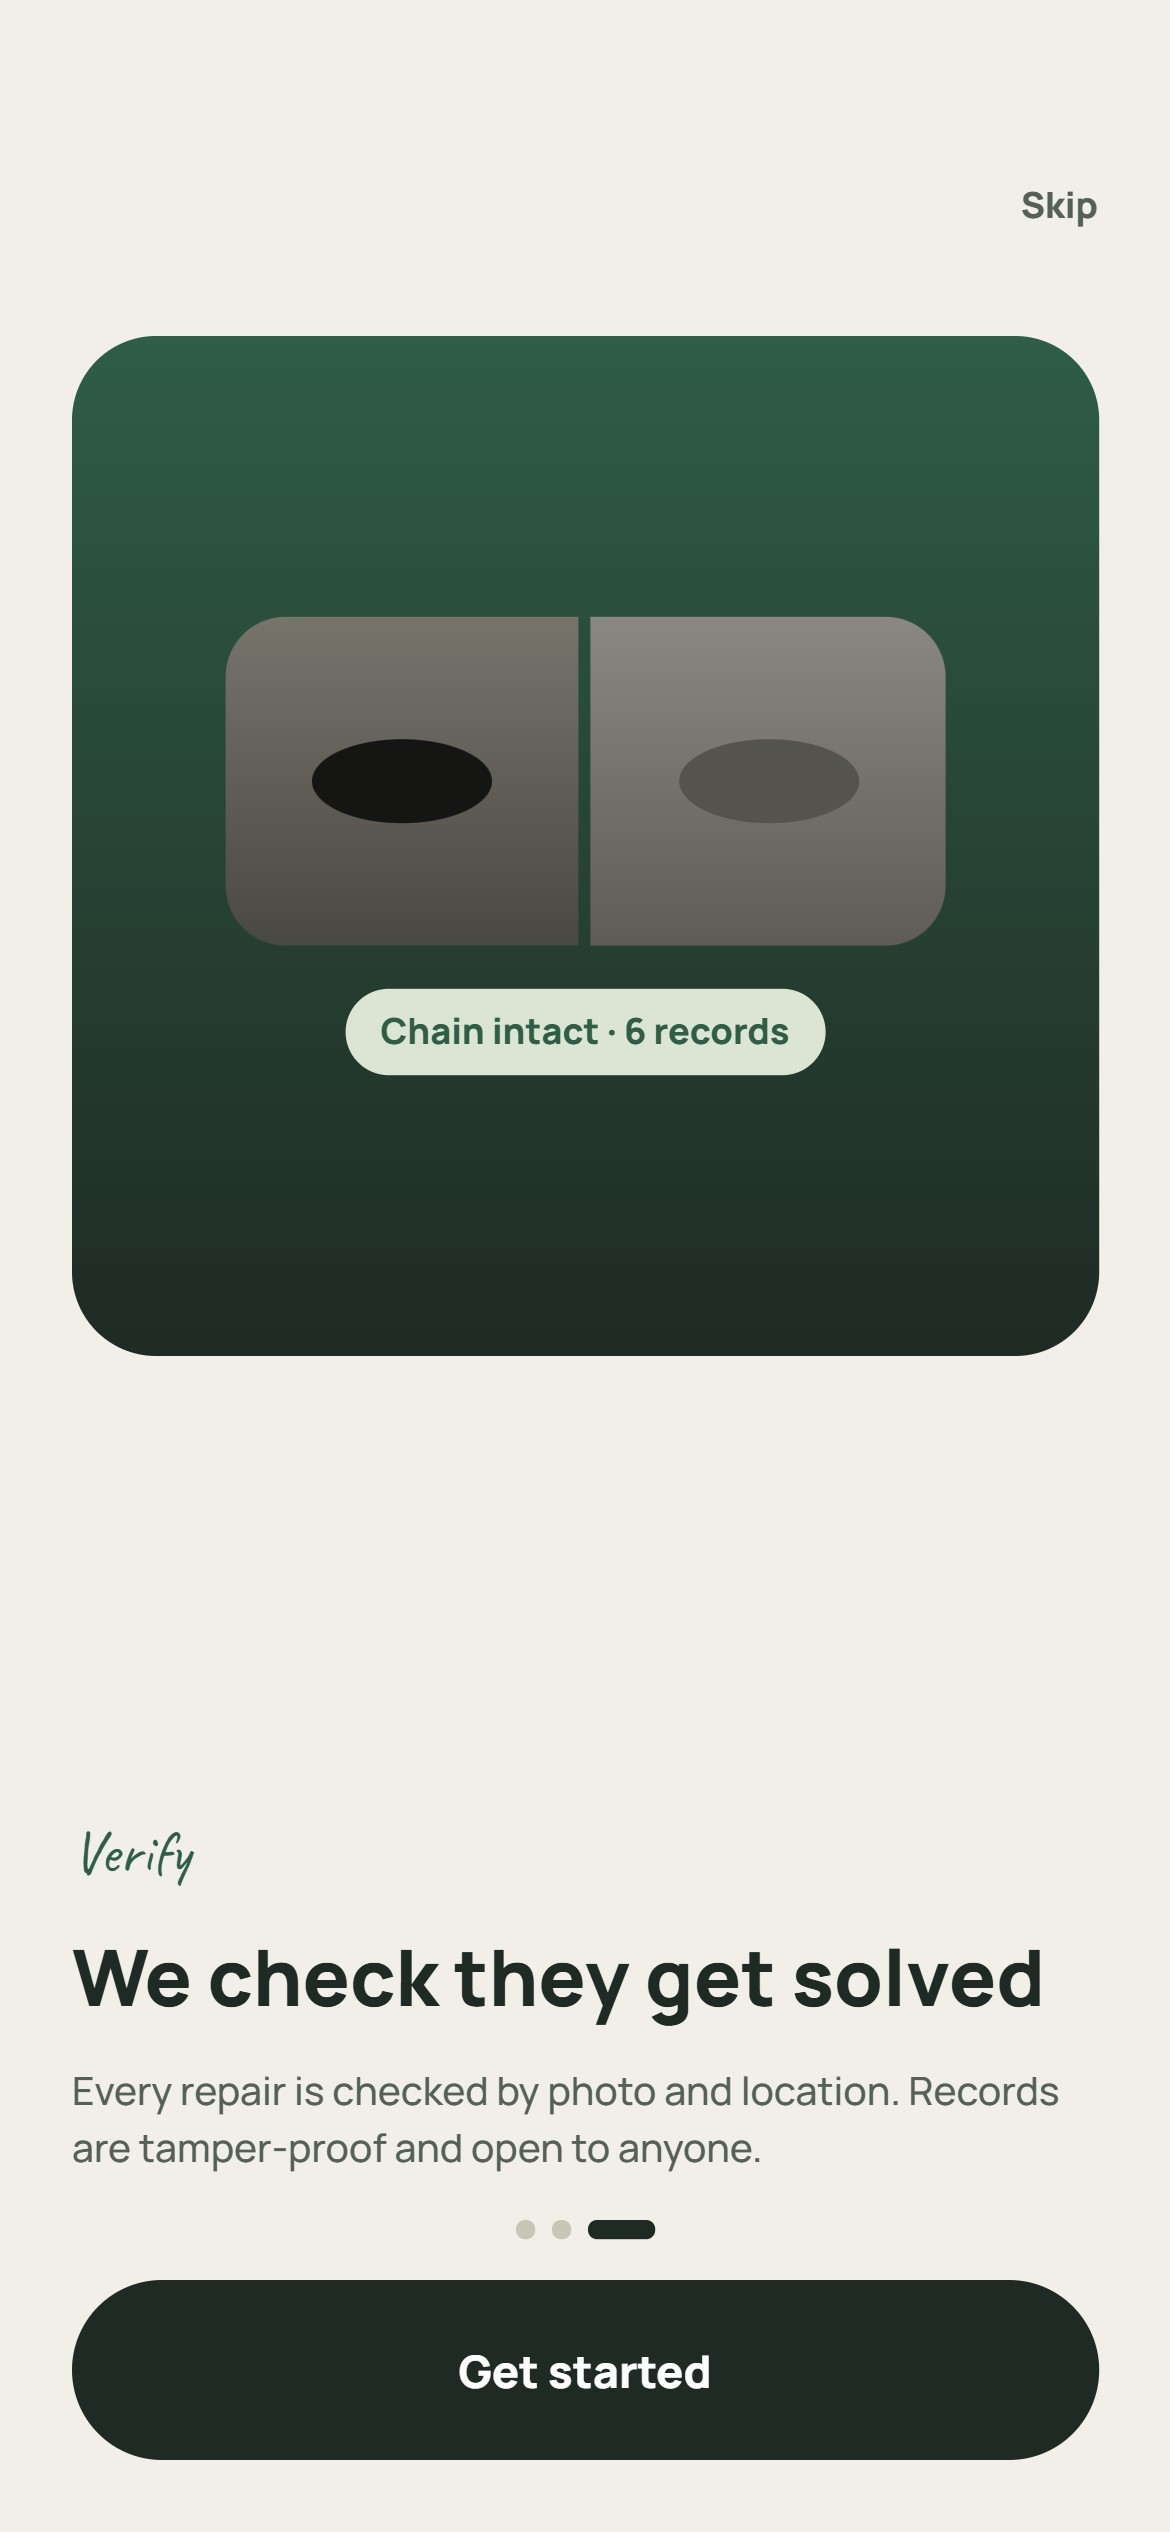 Skip
Chain intact · 6 records
Verify
We check they get solved
Every repair is checked by photo and location. Records
are tamper-proof and open to anyone.
Get started